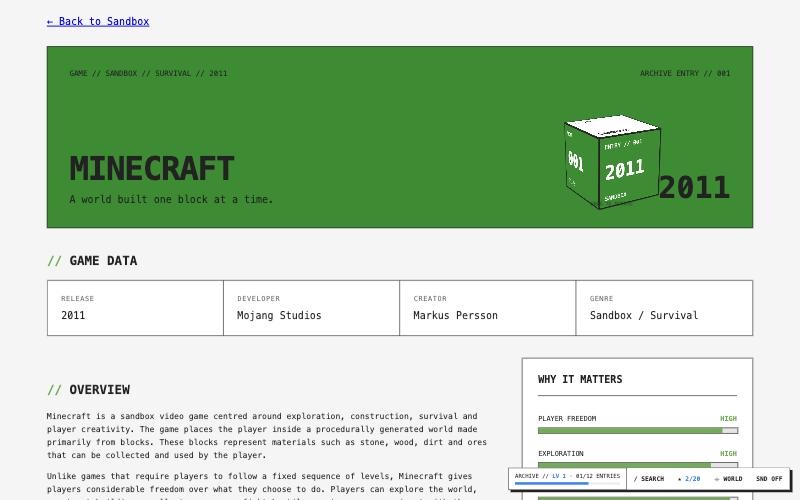 ← Back to Sandbox
GAME // SANDBOX // SURVIVAL // 2011
ARCHIVE ENTRY // 001
MINECRAFT
A world built one block at a time.
001
ENTRY // 001
2011
SANDBOX
2011
// GAME DATA
RELEASE
2011
DEVELOPER
Mojang Studios
CREATOR
Markus Persson
GENRE
Sandbox / Survival
// OVERVIEW
Minecraft is a sandbox video game centred around exploration, construction, survival and
player creativity. The game places the player inside a procedurally generated world made
primarily from blocks. These blocks represent materials such as stone, wood, dirt and ores
that can be collected and used by the player.
Unlike games that require players to follow a fixed sequence of levels, Minecraft gives
players considerable freedom over what they choose to do. Players can explore the world,
WHY IT MATTERS
PLAYER FREEDOM HIGH
EXPLORATION HIGH
ARCHIVE // LV 1 · 01/12 ENTRIES
/ SEARCH
★ 2/20
WORLD
SND OFF